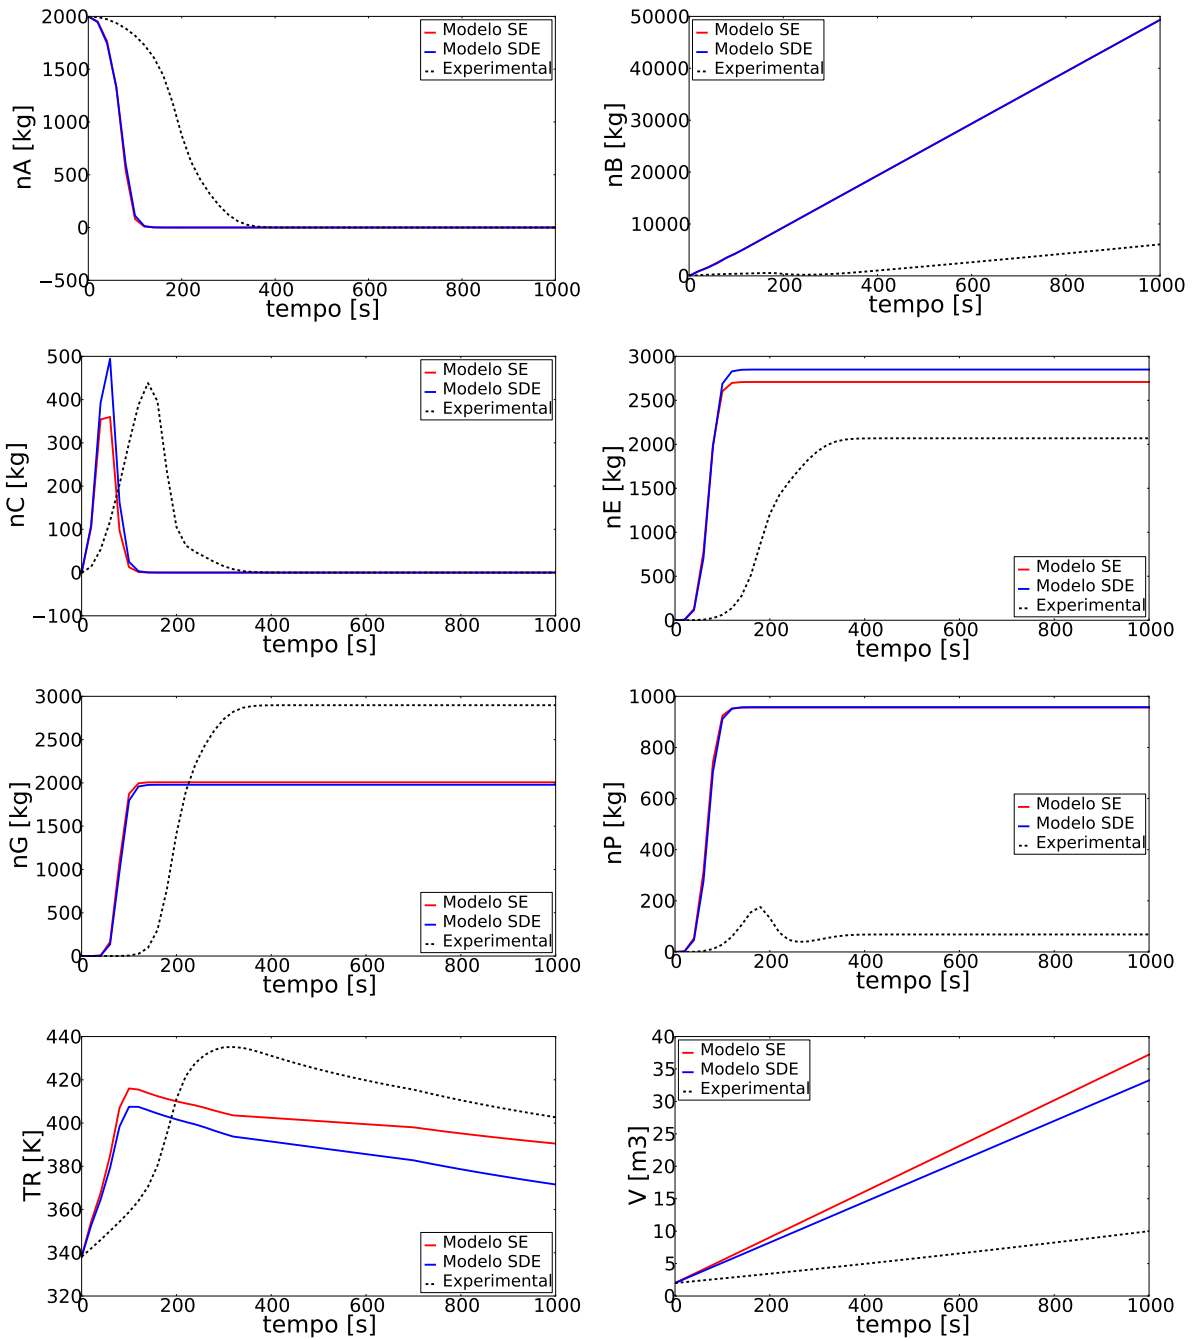 2000
1500
1000
500
0
−500
nA [kg]
0 200 400 600 800 1000
tempo [s]
Modelo SE
Modelo SDE
Experimental
50000
40000
30000
20000
10000
0
nB [kg]
0 200 400 600 800 1000
tempo [s]
Modelo SE
Modelo SDE
Experimental
500
400
300
200
100
0
−100
nC [kg]
0 200 400 600 800 1000
tempo [s]
Modelo SE
Modelo SDE
Experimental
3000
2500
2000
1500
1000
500
0
nE [kg]
0 200 400 600 800 1000
tempo [s]
Modelo SE
Modelo SDE
Experimental
3000
2500
2000
1500
1000
500
0
nG [kg]
0 200 400 600 800 1000
tempo [s]
Modelo SE
Modelo SDE
Experimental
1000
800
600
400
200
0
nP [kg]
0 200 400 600 800 1000
tempo [s]
Modelo SE
Modelo SDE
Experimental
440
420
400
380
360
340
320
TR [K]
0 200 400 600 800 1000
tempo [s]
Modelo SE
Modelo SDE
Experimental
40
35
30
25
20
15
10
5
0
V [m3]
0 200 400 600 800 1000
tempo [s]
Modelo SE
Modelo SDE
Experimental